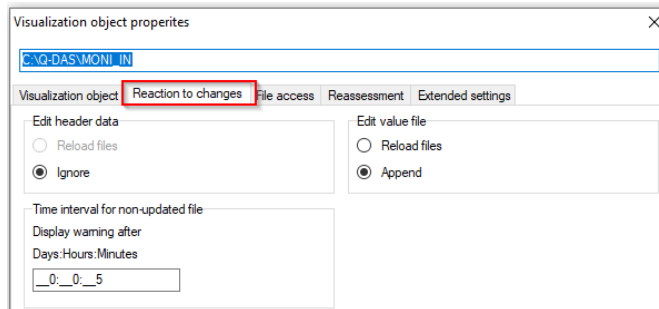 Visualization object properites
C:\Q-DAS\MONI_IN
Visualization object Reaction to changes File access Reassessment Extended settings
Edit header data
Reload files
Ignore
Edit value file
Reload files
Append
Time interval for non-updated file
Display warning after
Days:Hours:Minutes
__0:__0:__5